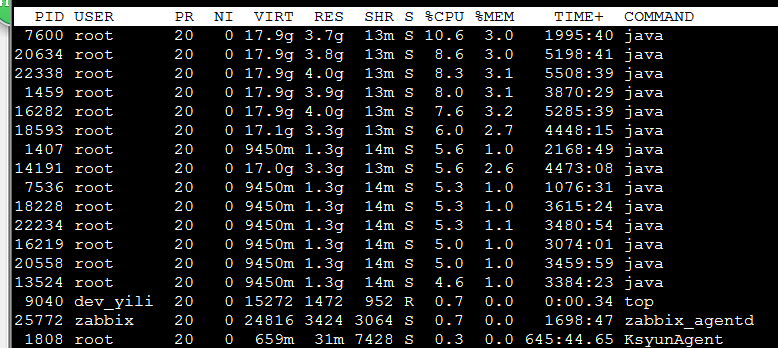 PID USER PR NI VIRT RES SHR S %CPU %MEM TIME+ COMMAND
7600 root 20 0 17.9g 3.7g 13m S 10.6 3.0 1995:40 java
20634 root 20 0 17.9g 3.8g 13m S 8.6 3.0 5198:41 java
22338 root 20 0 17.9g 4.0g 13m S 8.3 3.1 5508:39 java
1459 root 20 0 17.9g 3.9g 13m S 8.0 3.1 3870:29 java
16282 root 20 0 17.9g 4.0g 13m S 7.6 3.2 5285:39 java
18593 root 20 0 17.1g 3.3g 13m S 6.0 2.7 4448:15 java
1407 root 20 0 9450m 1.3g 14m S 5.6 1.0 2168:49 java
14191 root 20 0 17.0g 3.3g 13m S 5.6 2.6 4473:08 java
7536 root 20 0 9450m 1.3g 14m S 5.3 1.0 1076:31 java
18228 root 20 0 9450m 1.3g 14m S 5.3 1.0 3615:24 java
22234 root 20 0 9450m 1.3g 14m S 5.3 1.1 3480:54 java
16219 root 20 0 9450m 1.3g 14m S 5.0 1.0 3074:01 java
20558 root 20 0 9450m 1.3g 14m S 5.0 1.0 3459:59 java
13524 root 20 0 9450m 1.3g 14m S 4.6 1.0 3384:23 java
9040 dev_yili 20 0 15272 1472 952 R 0.7 0.0 0:00.34 top
25772 zabbix 20 0 24816 3424 3064 S 0.7 0.0 1698:47 zabbix_agentd
1808 root 20 0 659m 31m 7428 S 0.3 0.0 645:44.65 KsyunAgent